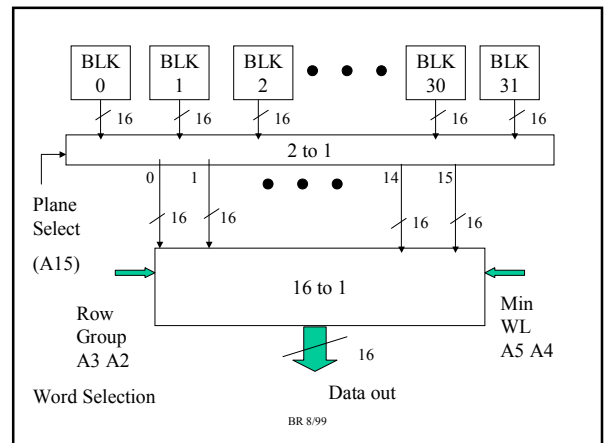 BLK 0
BLK 1
BLK 2
BLK 30
BLK 31
16
16
16
16
16
2 to 1
0
1
14
15
Plane
Select
(A15)
16
16
16
16
16 to 1
Row
Group
A3 A2
Min
WL
A5 A4
16
Word Selection
Data out
BR 8/99